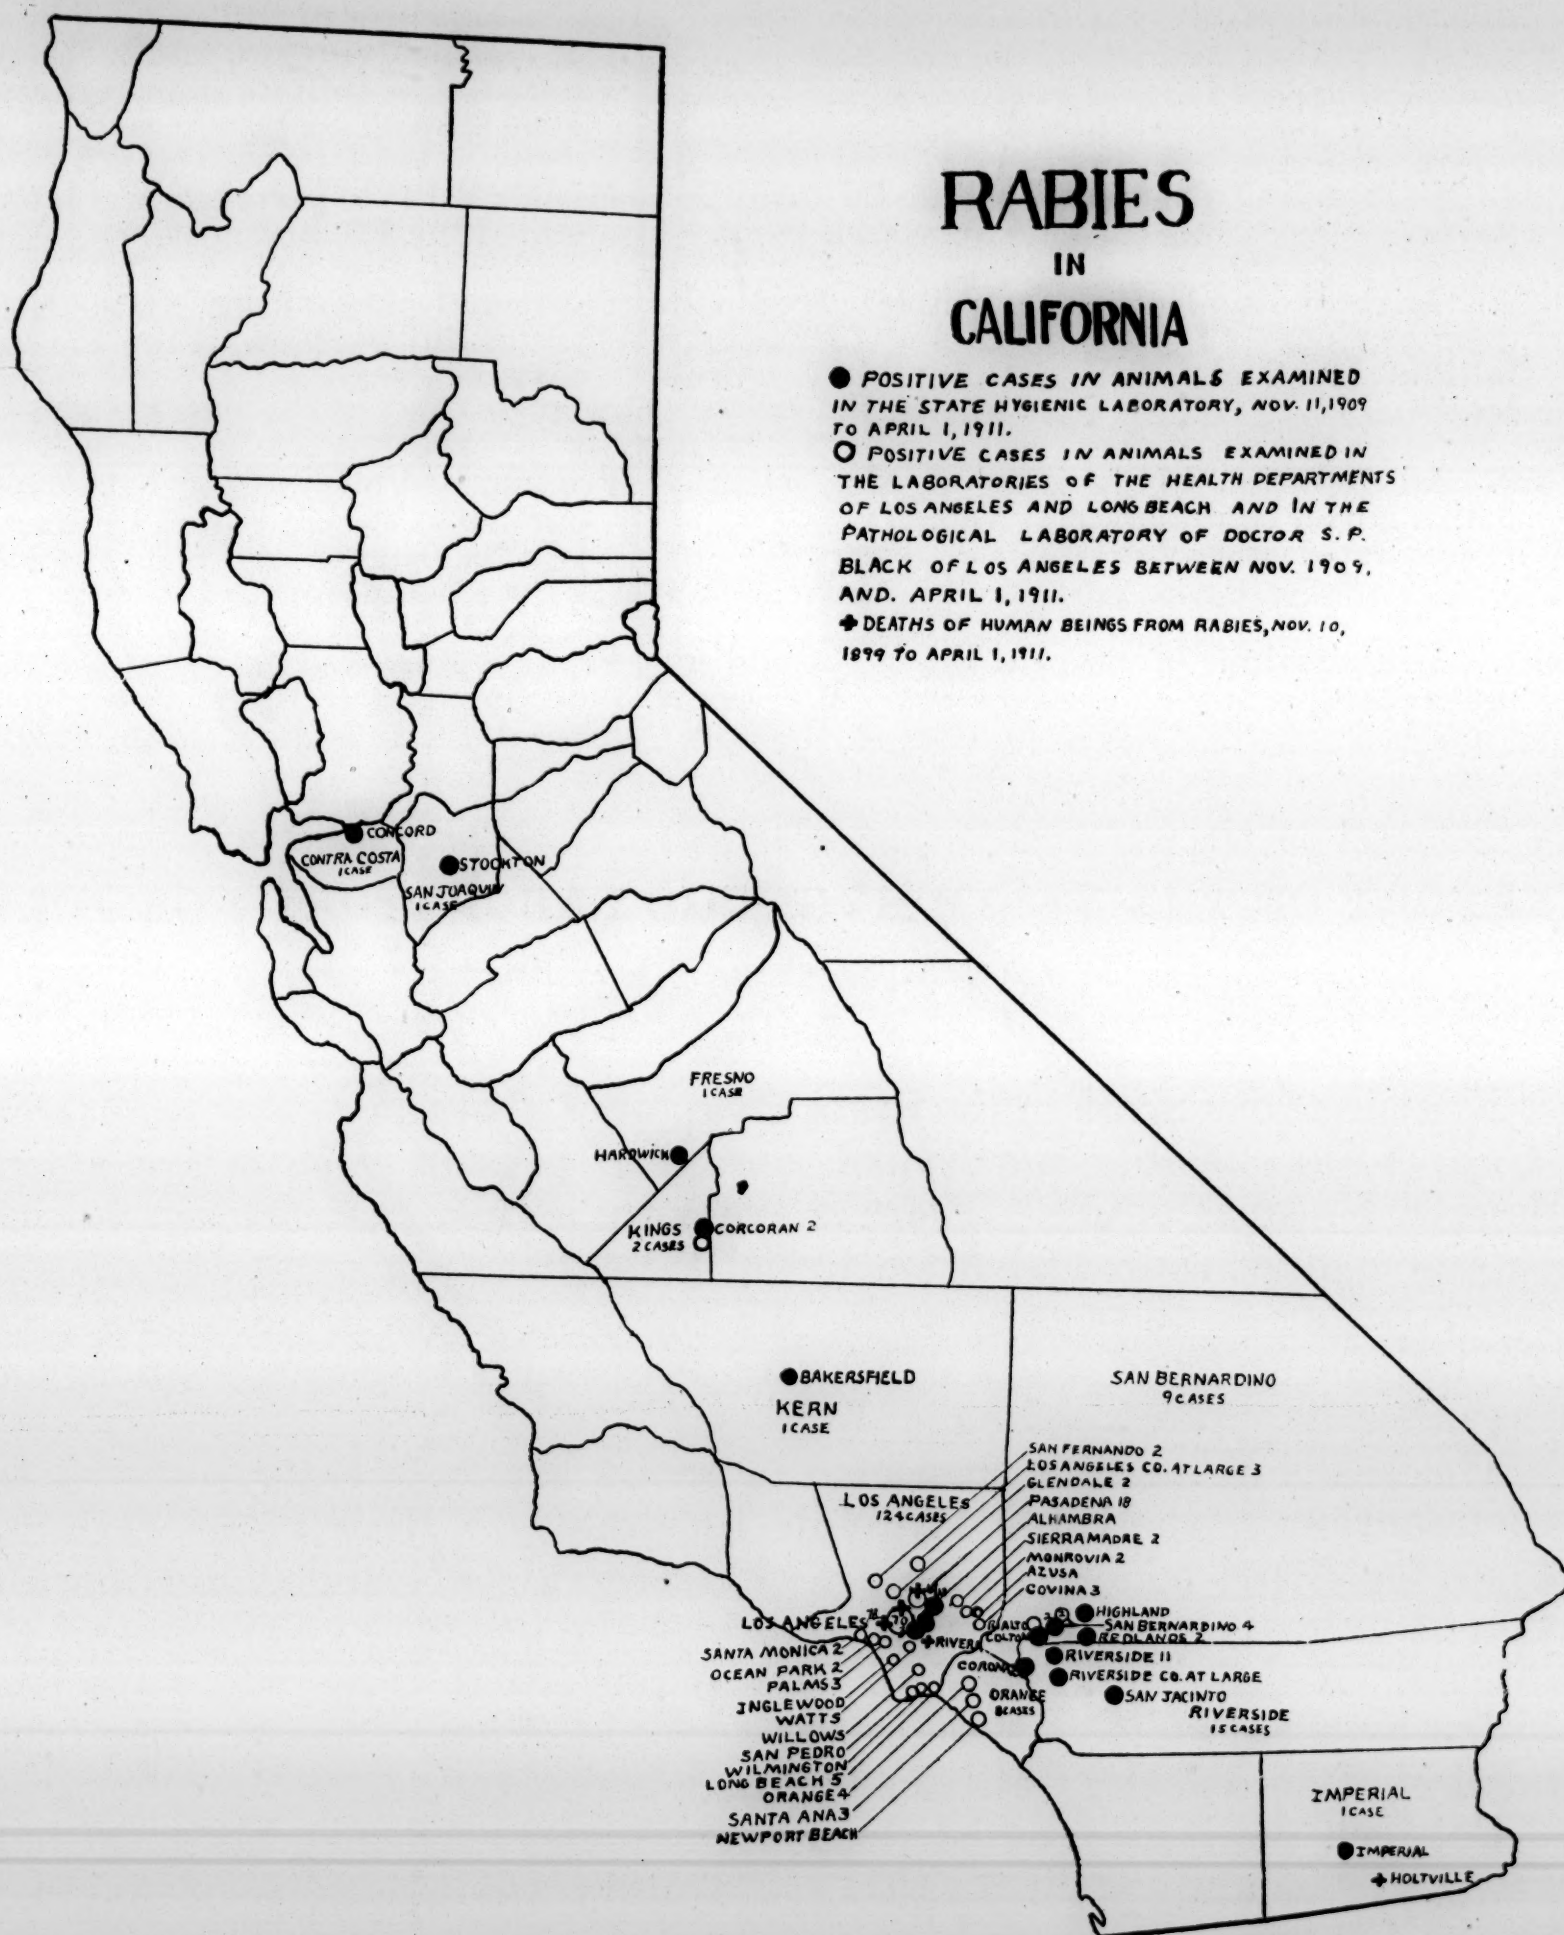 RABIES
IN
CALIFORNIA
POSITIVE CASES IN ANIMALS EXAMINED
IN THE STATE HYGIENIC LABORATORY, NOV. 11, 1909
TO APRIL 1, 1911.
POSITIVE CASES IN ANIMALS EXAMINED IN
THE LABORATORIES OF THE HEALTH DEPARTMENTS
OF LOS ANGELES AND LONG BEACH AND IN THE
PATHOLOGICAL LABORATORY OF DOCTOR S. P.
BLACK OF LOS ANGELES BETWEEN NOV. 1909,
AND. APRIL 1, 1911.
DEATHS OF HUMAN BEINGS FROM RABIES, NOV. 10,
1899 TO APRIL 1, 1911.
CONCORD
CONTRA COSTA
1 CASE
STOCKTON
SAN JOAQUIN
1 CASE
FRESNO
1 CASE
HARDWICK
KINGS
2 CASES
CORCORAN 2
BAKERSFIELD
KERN
1 CASE
SAN BERNARDINO
9 CASES
LOS ANGELES
124 CASES
SAN FERNANDO 2
LOS ANGELES CO. AT LARGE 3
GLENDALE 2
PASADENA 18
ALHAMBRA
SIERRA MADRE 2
MONROVIA 2
AZUSA
COVINA 3
LOS ANGELES
RIVERA
RIALTO
COLTON
CORONA
HIGHLAND
SAN BERNARDINO 4
REDLANDS 2
RIVERSIDE 11
RIVERSIDE CO. AT LARGE
SAN JACINTO
RIVERSIDE
15 CASES
ORANGE
8 CASES
SANTA MONICA 2
OCEAN PARK 2
PALMS 3
INGLEWOOD
WATTS
WILLOWS
SAN PEDRO
WILMINGTON
LONG BEACH 5
ORANGE 4
SANTA ANA 3
NEWPORT BEACH
IMPERIAL
1 CASE
IMPERIAL
HOLTVILLE